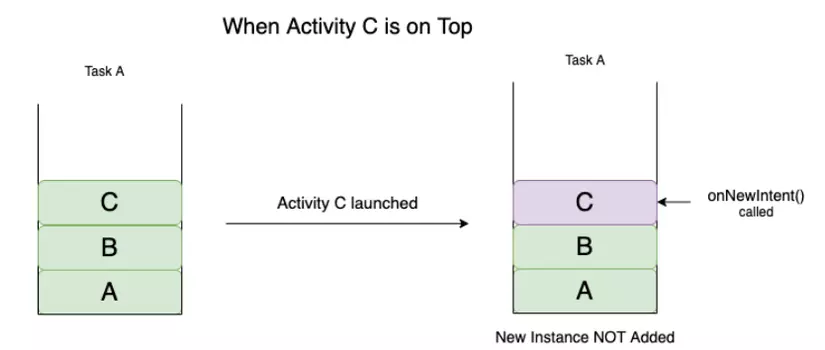 When Activity C is on Top
Task A
Task A
C
B
A
Activity C launched
C
B
A
onNewIntent()
called
New Instance NOT Added